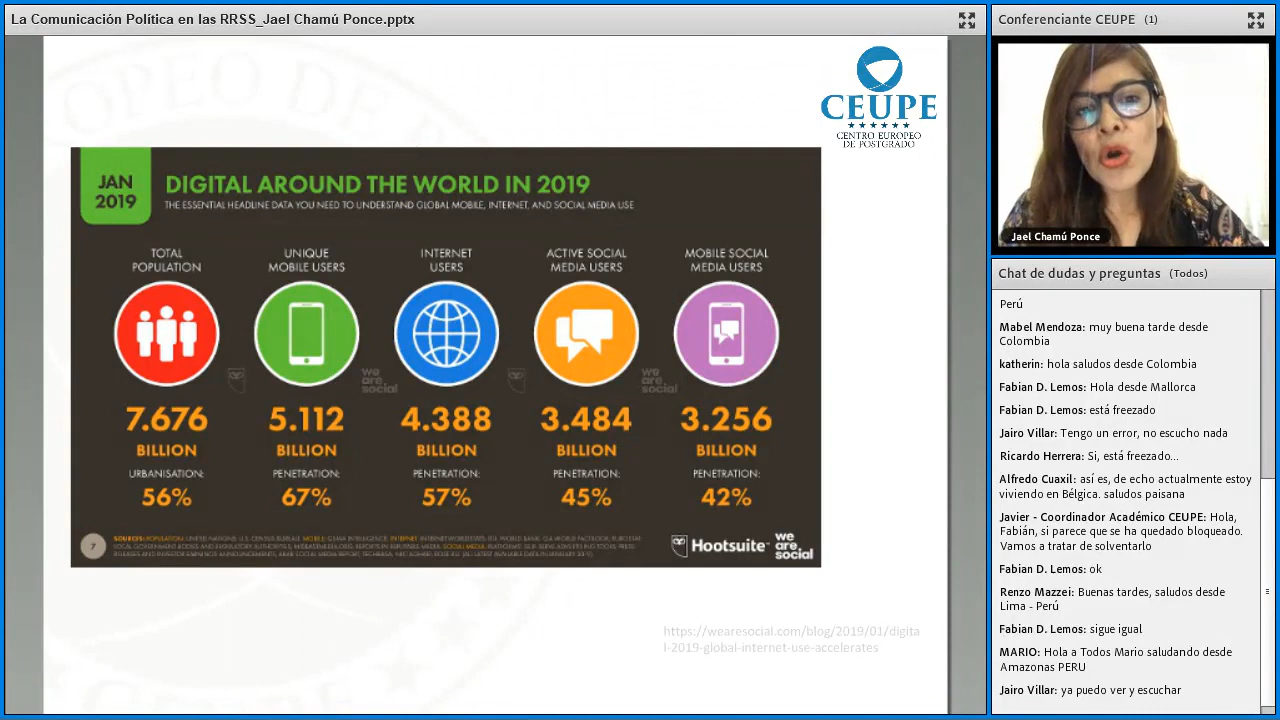 La Comunicación Política en las RRSS_Jael Chamú Ponce.pptx
CEUPE
CENTRO EUROPEO
DE POSTGRADO
JAN
2019
DIGITAL AROUND THE WORLD IN 2019
THE ESSENTIAL HEADLINE DATA YOU NEED TO UNDERSTAND GLOBAL MOBILE, INTERNET, AND SOCIAL MEDIA USE
TOTAL
POPULATION
UNIQUE
MOBILE USERS
INTERNET
USERS
ACTIVE SOCIAL
MEDIA USERS
MOBILE SOCIAL
MEDIA USERS
we
are
social
we
are
social
7.676
5.112
4.388
3.484
3.256
BILLION
BILLION
BILLION
BILLION
BILLION
URBANISATION:
PENETRATION:
PENETRATION:
PENETRATION:
PENETRATION:
56%
67%
57%
45%
42%
7
Hootsuite™
we
are
social
https://wearesocial.com/blog/2019/01/digita
l-2019-global-internet-use-accelerates
Conferenciante CEUPE (1)
Jael Chamú Ponce
Chat de dudas y preguntas (Todos)
Perú
Mabel Mendoza: muy buena tarde desde
Colombia
katherin: hola saludos desde Colombia
Fabian D. Lemos: Hola desde Mallorca
Fabian D. Lemos: está freezado
Jairo Villar: Tengo un error, no escucho nada
Ricardo Herrera: Si, está freezado...
Alfredo Cuaxil: así es, de echo actualmente estoy
viviendo en Bélgica. saludos paisana
Javier - Coordinador Académico CEUPE: Hola,
Fabián, si parece que se ha quedado bloqueado.
Vamos a tratar de solventarlo
Fabian D. Lemos: ok
Renzo Mazzei: Buenas tardes, saludos desde
Lima - Perú
Fabian D. Lemos: sigue igual
MARIO: Hola a Todos Mario saludando desde
Amazonas PERU
Jairo Villar: ya puedo ver y escuchar